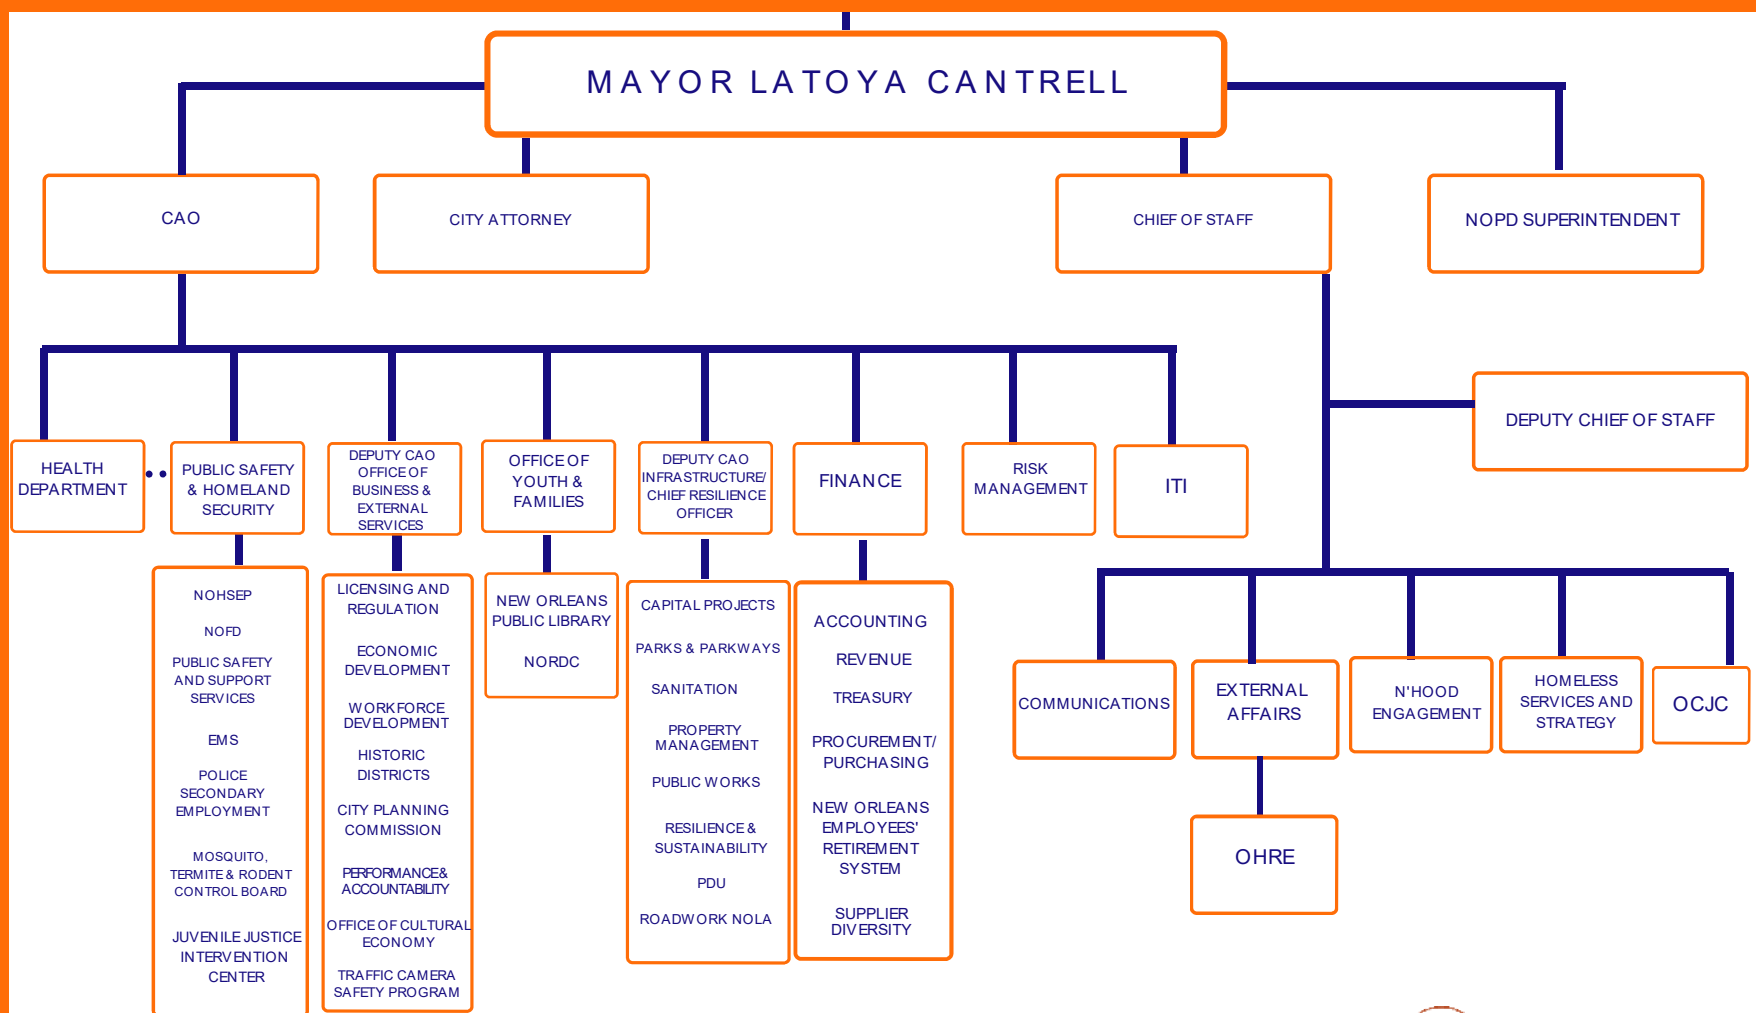 MAYOR LATOYA CANTRELL
CAO
CITY ATTORNEY
CHIEF OF STAFF
NOPD SUPERINTENDENT
DEPUTY CHIEF OF STAFF
HEALTH
DEPARTMENT
PUBLIC SAFETY
& HOMELAND
SECURITY
DEPUTY CAO
OFFICE OF
BUSINESS &
EXTERNAL
SERVICES
OFFICE OF
YOUTH &
FAMILIES
DEPUTY CAO
INFRASTRUCTURE/
CHIEF RESILIENCE
OFFICER
FINANCE
RISK
MANAGEMENT
ITI
NOHSEP
NOFD
PUBLIC SAFETY
AND SUPPORT
SERVICES
EMS
POLICE
SECONDARY
EMPLOYMENT
MOSQUITO,
TERMITE & RODENT
CONTROL BOARD
JUVENILE JUSTICE
INTERVENTION
CENTER
LICENSING AND
REGULATION
ECONOMIC
DEVELOPMENT
WORKFORCE
DEVELOPMENT
HISTORIC
DISTRICTS
CITY PLANNING
COMMISSION
PERFORMANCE &
ACCOUNTABILITY
OFFICE OF CULTURAL
ECONOMY
TRAFFIC CAMERA
SAFETY PROGRAM
NEW ORLEANS
PUBLIC LIBRARY
NORDC
CAPITAL PROJECTS
PARKS & PARKWAYS
SANITATION
PROPERTY
MANAGEMENT
PUBLIC WORKS
RESILIENCE &
SUSTAINABILITY
PDU
ROADWORK NOLA
ACCOUNTING
REVENUE
TREASURY
PROCUREMENT/
PURCHASING
NEW ORLEANS
EMPLOYEES'
RETIREMENT
SYSTEM
SUPPLIER
DIVERSITY
COMMUNICATIONS
EXTERNAL
AFFAIRS
N'HOOD
ENGAGEMENT
HOMELESS
SERVICES AND
STRATEGY
OCJC
OHRE